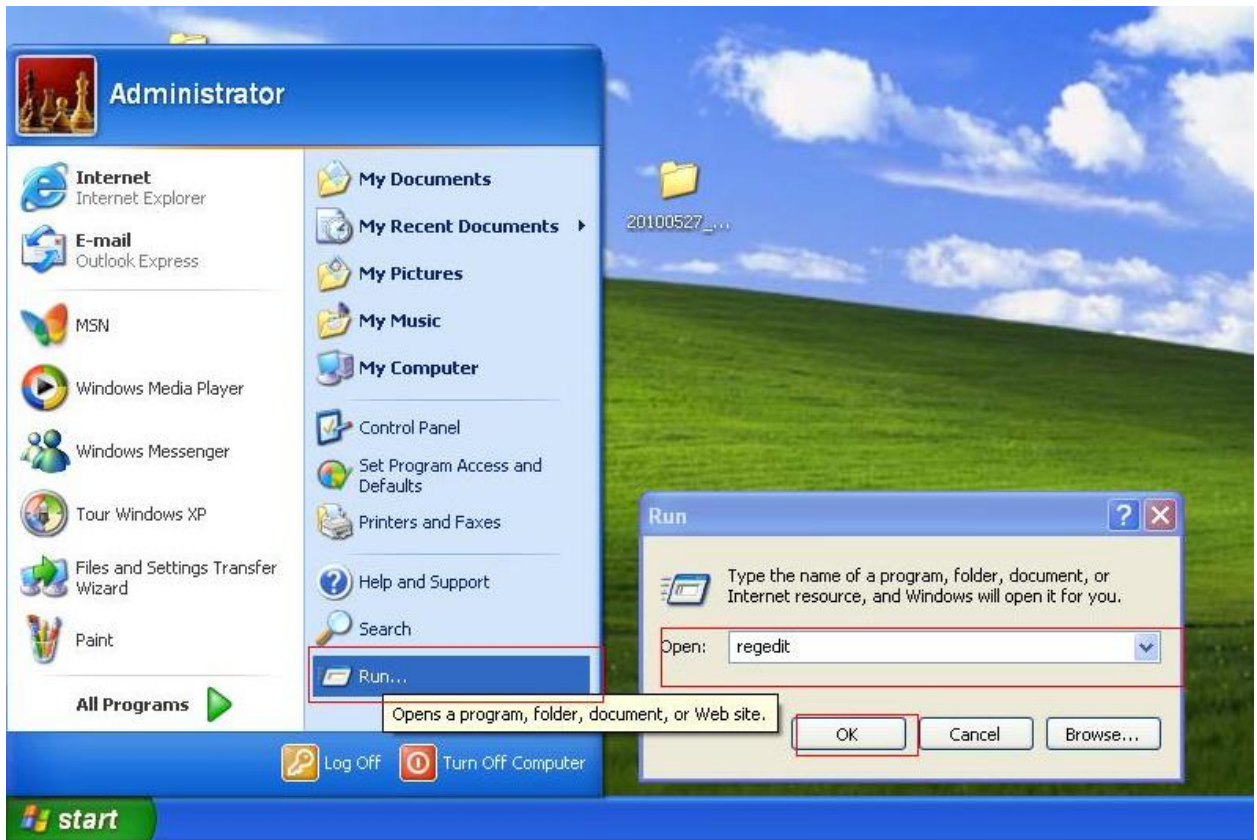 Administrator
Internet
Internet Explorer
E-mail
Outlook Express
MSN
Windows Media Player
Windows Messenger
Tour Windows XP
Files and Settings Transfer
Wizard
Paint
All Programs
My Documents
My Recent Documents
My Pictures
My Music
My Computer
Control Panel
Set Program Access and
Defaults
Printers and Faxes
Help and Support
Search
Run...
Opens a program, folder, document, or Web site.
Log Off
Turn Off Computer
start
20100527_...
Run
Type the name of a program, folder, document, or
Internet resource, and Windows will open it for you.
Open: regedit
OK Cancel Browse...